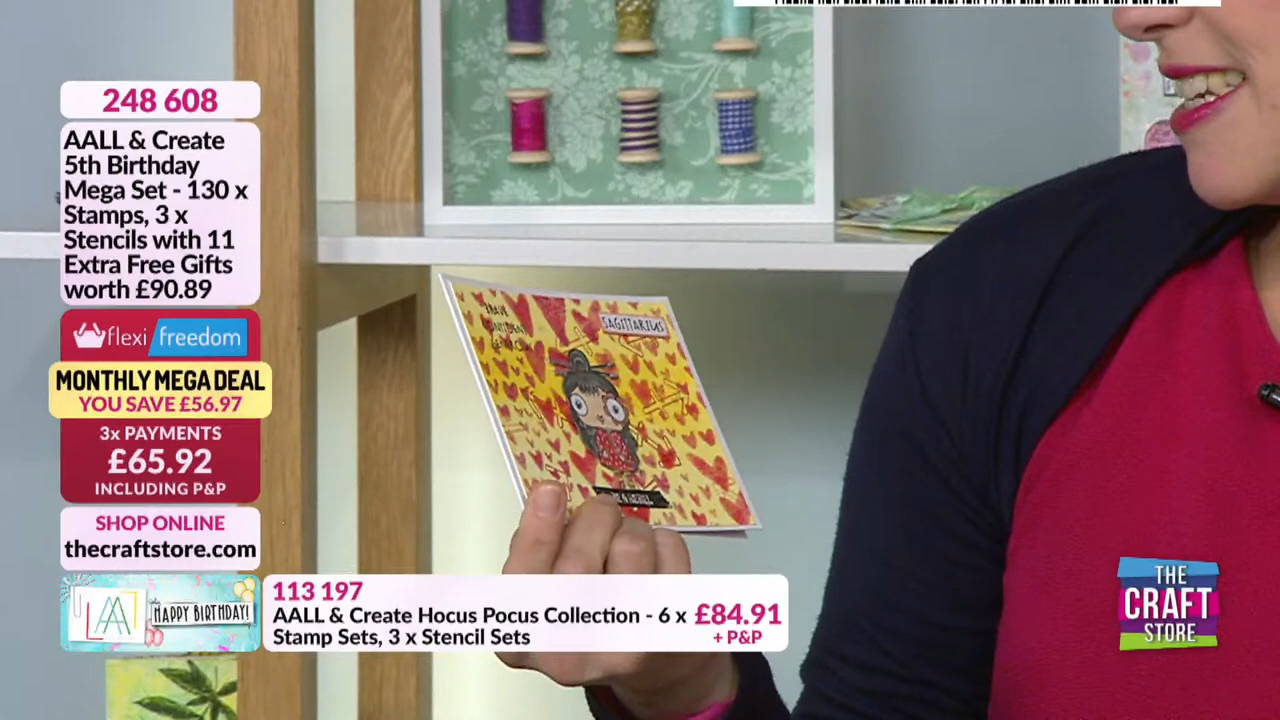 248 608
AALL & Create
5th Birthday
Mega Set - 130 x
Stamps, 3 x
Stencils with 11
Extra Free Gifts
worth £90.89
flexi freedom
MONTHLY MEGA DEAL
YOU SAVE £56.97
3x PAYMENTS
£65.92
INCLUDING P&P
SHOP ONLINE
thecraftstore.com
SAGITTARIUS
LAA
HAPPY BIRTHDAY!
113 197
AALL & Create Hocus Pocus Collection - 6 x
Stamp Sets, 3 x Stencil Sets
£84.91
+ P&P
THE
CRAFT
STORE